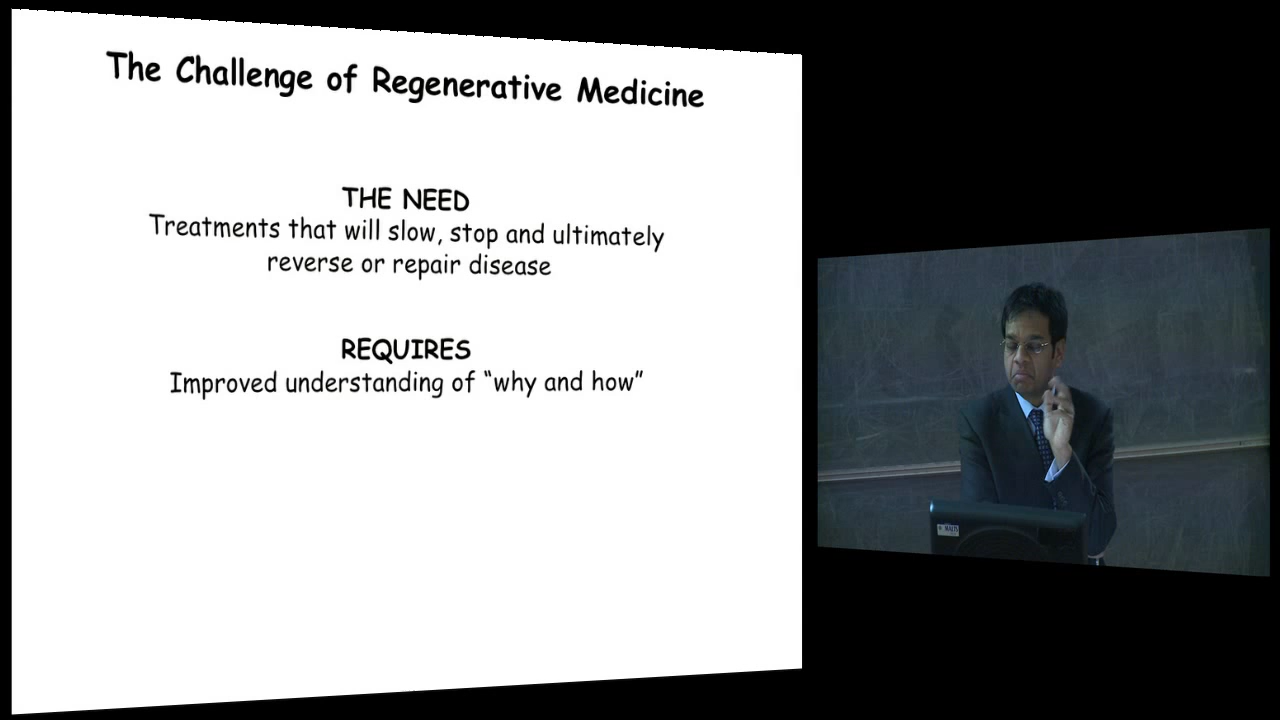 The Challenge of Regenerative Medicine
THE NEED
Treatments that will slow, stop and ultimately
reverse or repair disease
REQUIRES
Improved understanding of “why and how”